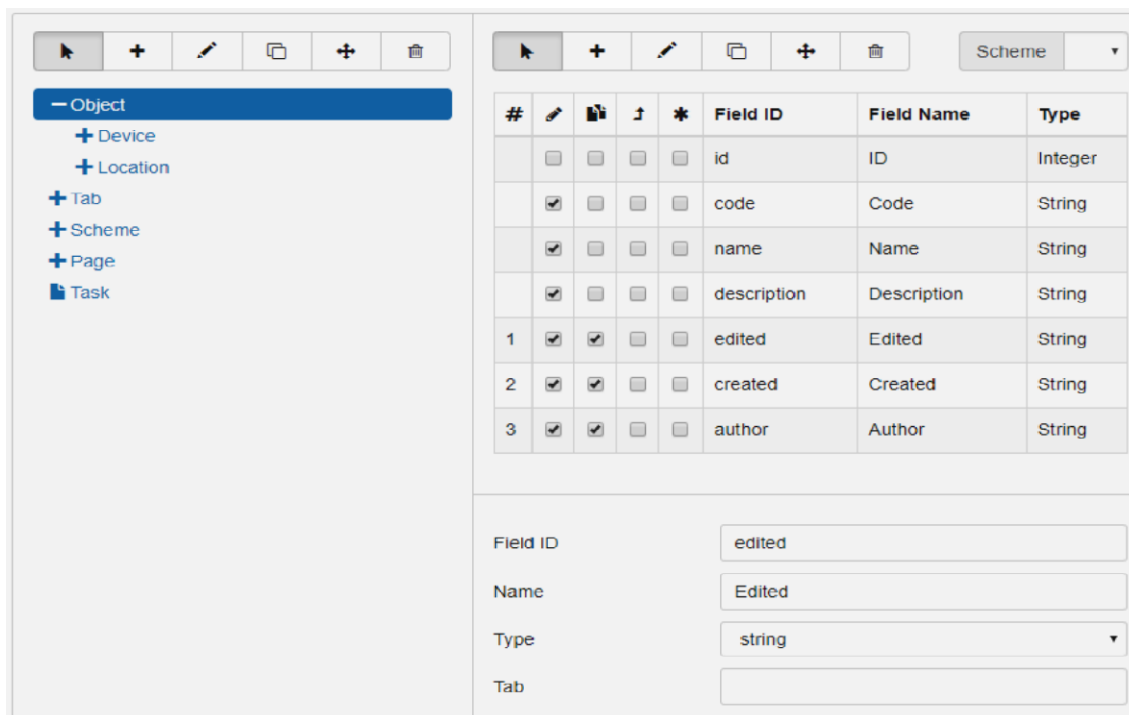 Object
Device
Location
Tab
Scheme
Page
Task
Scheme
# Field ID Field Name Type
id ID Integer
code Code String
name Name String
description Description String
1 edited Edited String
2 created Created String
3 author Author String
Field ID edited
Name Edited
Type string
Tab